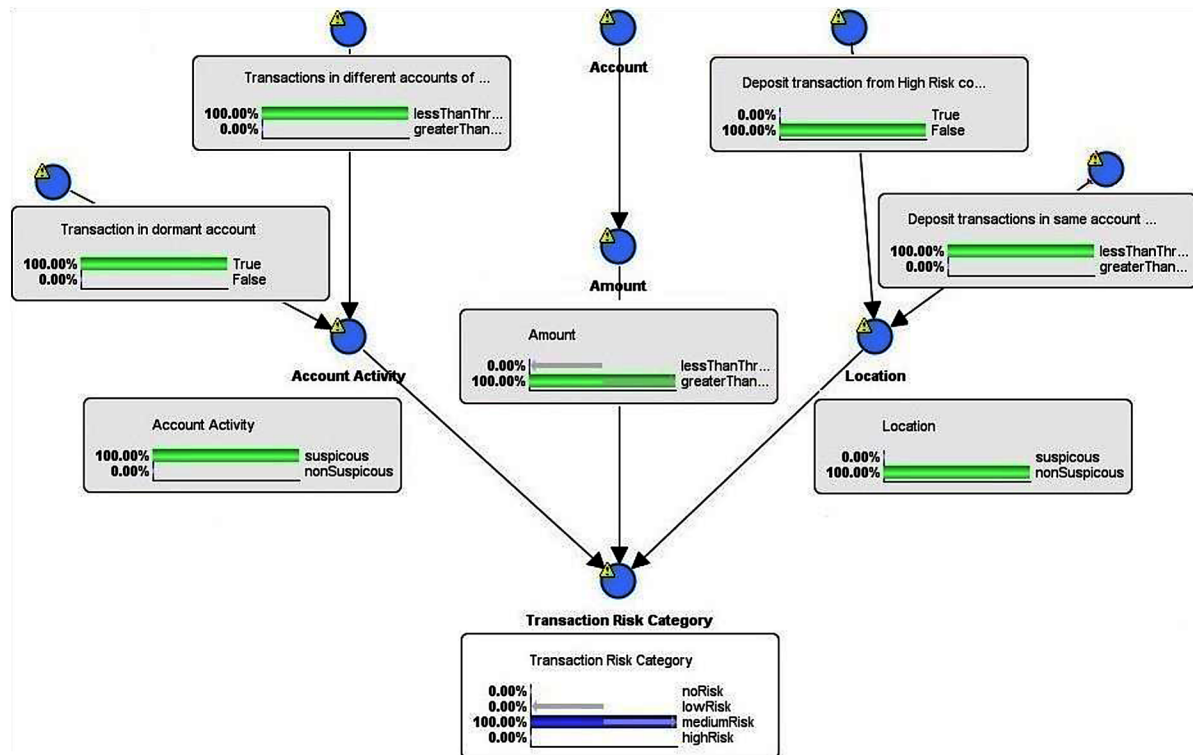 Transactions in different accounts of ...
100.00% lessThanThr...
0.00% greaterThan...
Account
Deposit transaction from High Risk co...
0.00% True
100.00% False
Transaction in dormant account
100.00% True
0.00% False
Deposit transactions in same account ...
100.00% lessThanThr...
0.00% greaterThan...
Amount
Amount
0.00% lessThanThr...
100.00% greaterThan...
Account Activity
Account Activity
100.00% suspicous
0.00% nonSuspicous
Location
Location
0.00% suspicous
100.00% nonSuspicous
Transaction Risk Category
Transaction Risk Category
0.00% noRisk
0.00% lowRisk
100.00% mediumRisk
0.00% highRisk